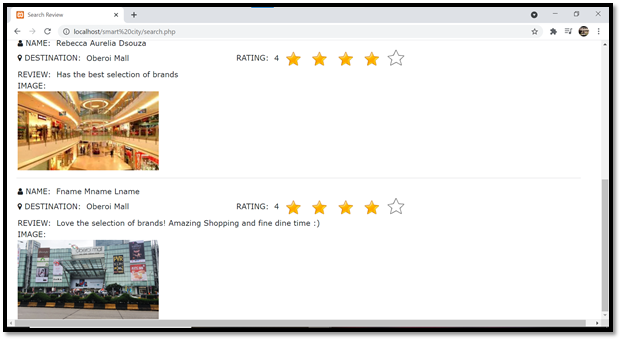 Search Review
localhost/smart%20city/search.php
NAME: Rebecca Aurelia Dsouza
DESTINATION: Oberoi Mall
RATING: 4
REVIEW: Has the best selection of brands
IMAGE:
NAME: Fname Mname Lname
DESTINATION: Oberoi Mall
RATING: 4
REVIEW: Love the selection of brands! Amazing Shopping and fine dine time :)
IMAGE: